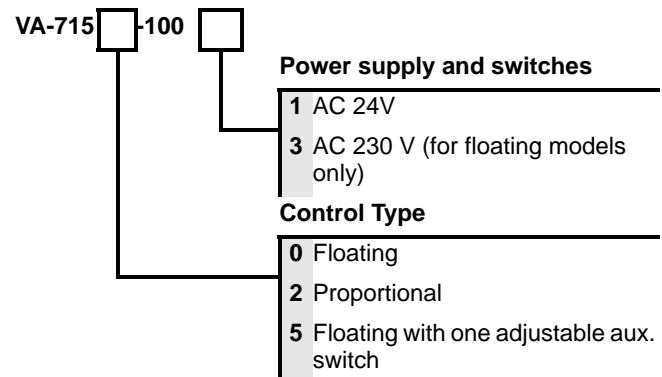 VA-715 -100
Power supply and switches
1 AC 24V
3 AC 230 V (for floating models
only)
Control Type
0 Floating
2 Proportional
5 Floating with one adjustable aux.
switch